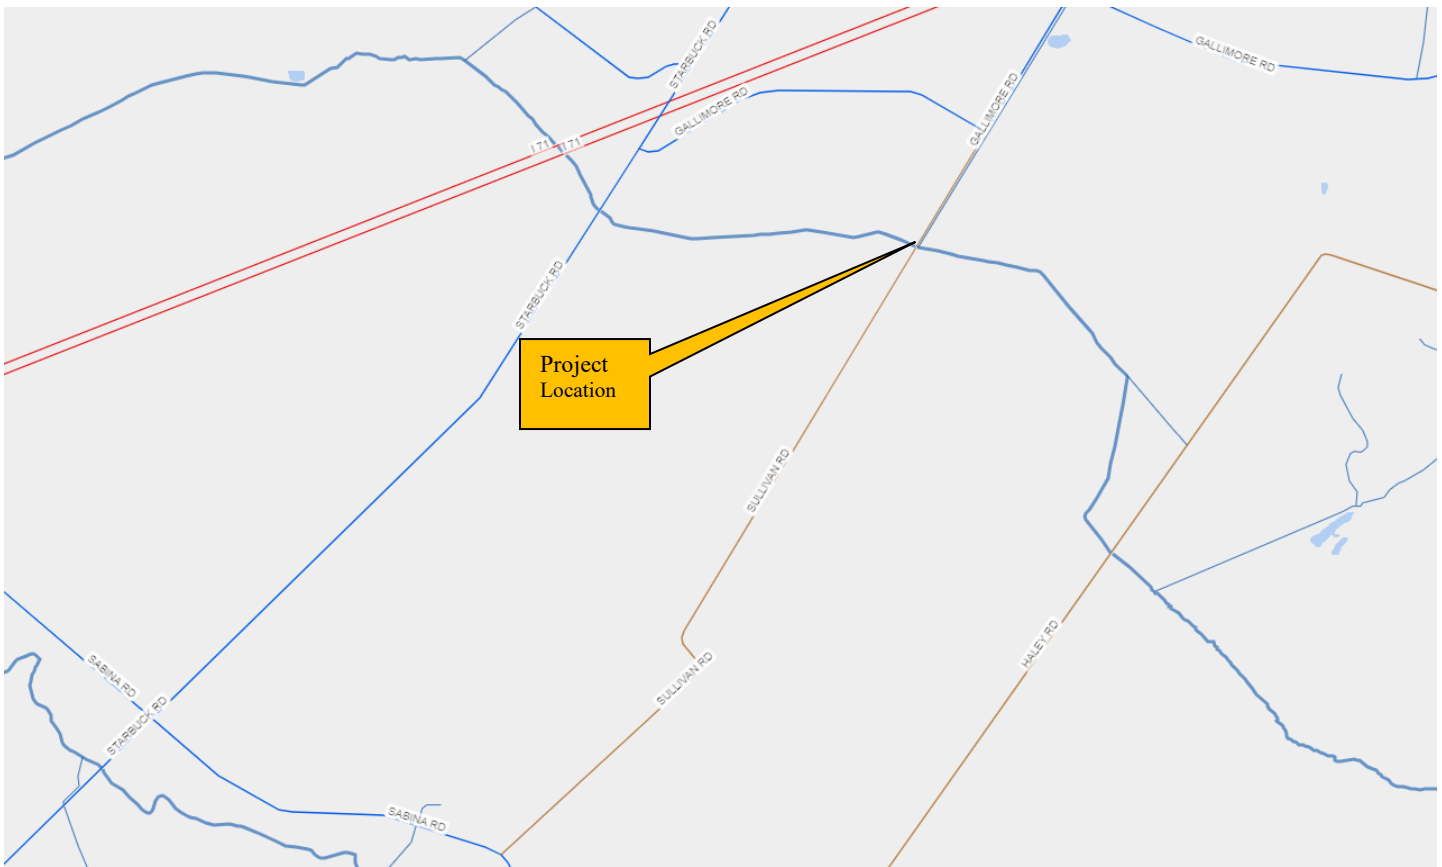 STARBUCK RD
GALLIMORE RD
GALLIMORE RD
GALLIMORE RD
I 71
I 71
STARBUCK RD
Project
Location
SULLIVAN RD
HALEY RD
SULLIVAN RD
SABINA RD
STARBUCK RD
SABINA RD